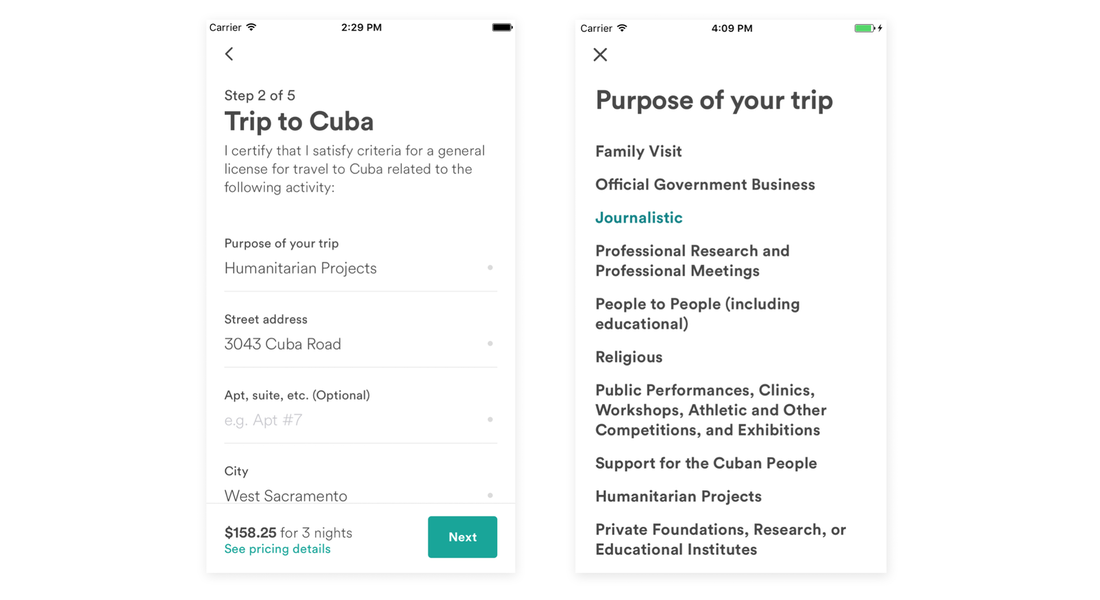 Carrier 2:29 PM
Step 2 of 5
Trip to Cuba
I certify that I satisfy criteria for a general
license for travel to Cuba related to the
following activity:
Purpose of your trip
Humanitarian Projects
Street address
3043 Cuba Road
Apt, suite, etc. (Optional)
e.g. Apt #7
City
West Sacramento
$158.25 for 3 nights
See pricing details
Next
Carrier 4:09 PM
Purpose of your trip
Family Visit
Official Government Business
Journalistic
Professional Research and
Professional Meetings
People to People (including
educational)
Religious
Public Performances, Clinics,
Workshops, Athletic and Other
Competitions, and Exhibitions
Support for the Cuban People
Humanitarian Projects
Private Foundations, Research, or
Educational Institutes